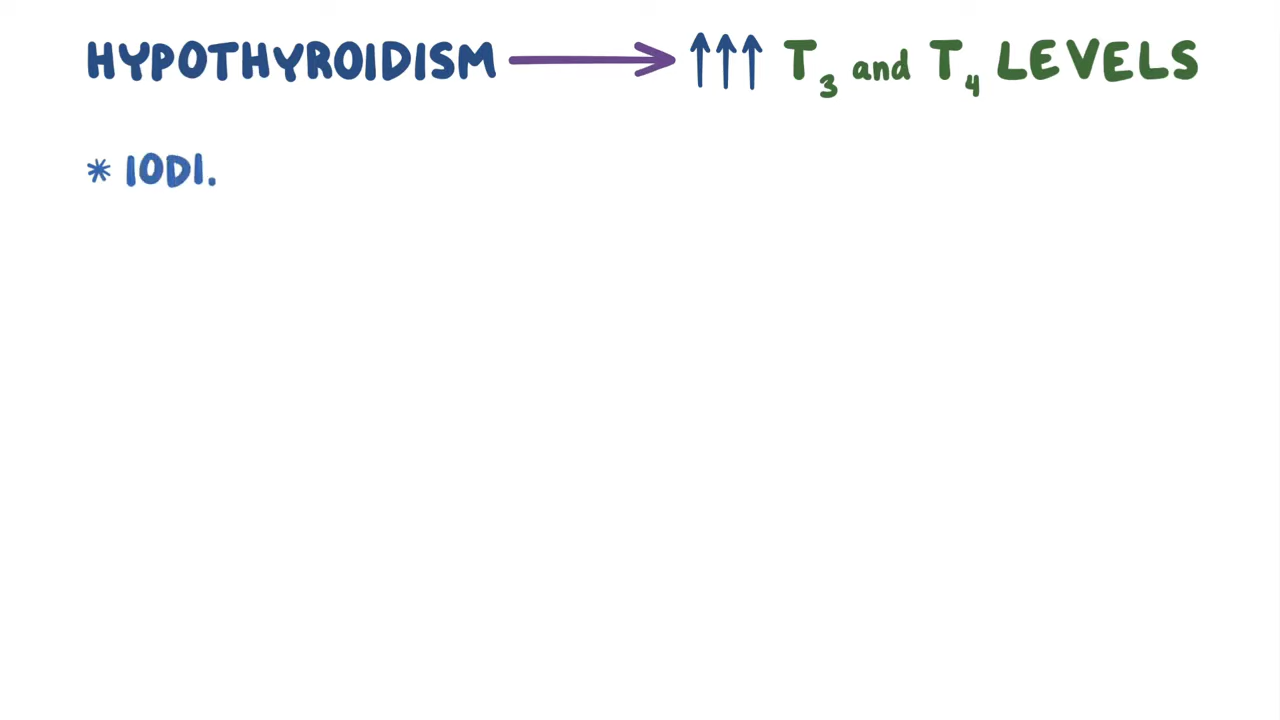 HYPOTHYROIDISM → ↑↑↑ T₃ and T₄ LEVELS
* IODI.